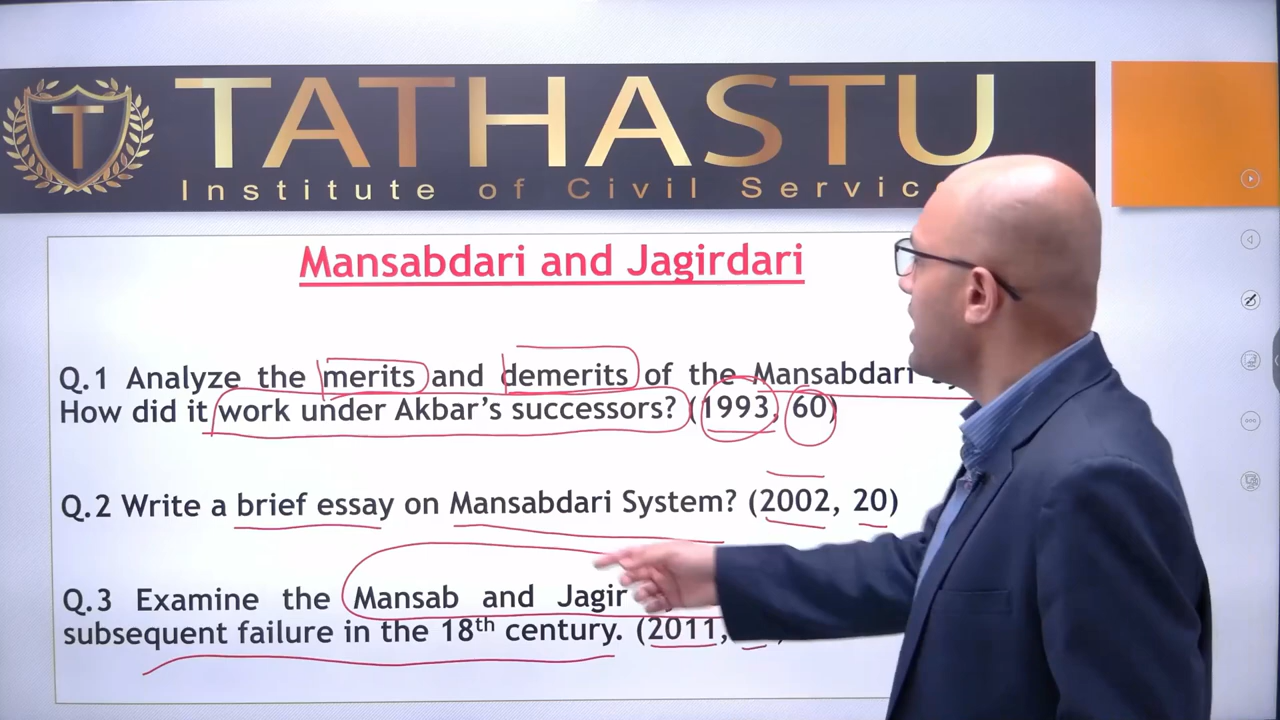 T
TATHASTU
Institute of Civil Servic
Mansabdari and Jagirdari
Q.1 Analyze the merits and demerits of the Mansabdari
How did it work under Akbar's successors? (1993, 60)
Q.2 Write a brief essay on Mansabdari System? (2002, 20)
Q.3 Examine the Mansab and Jagir
subsequent failure in the 18th century. (2011,